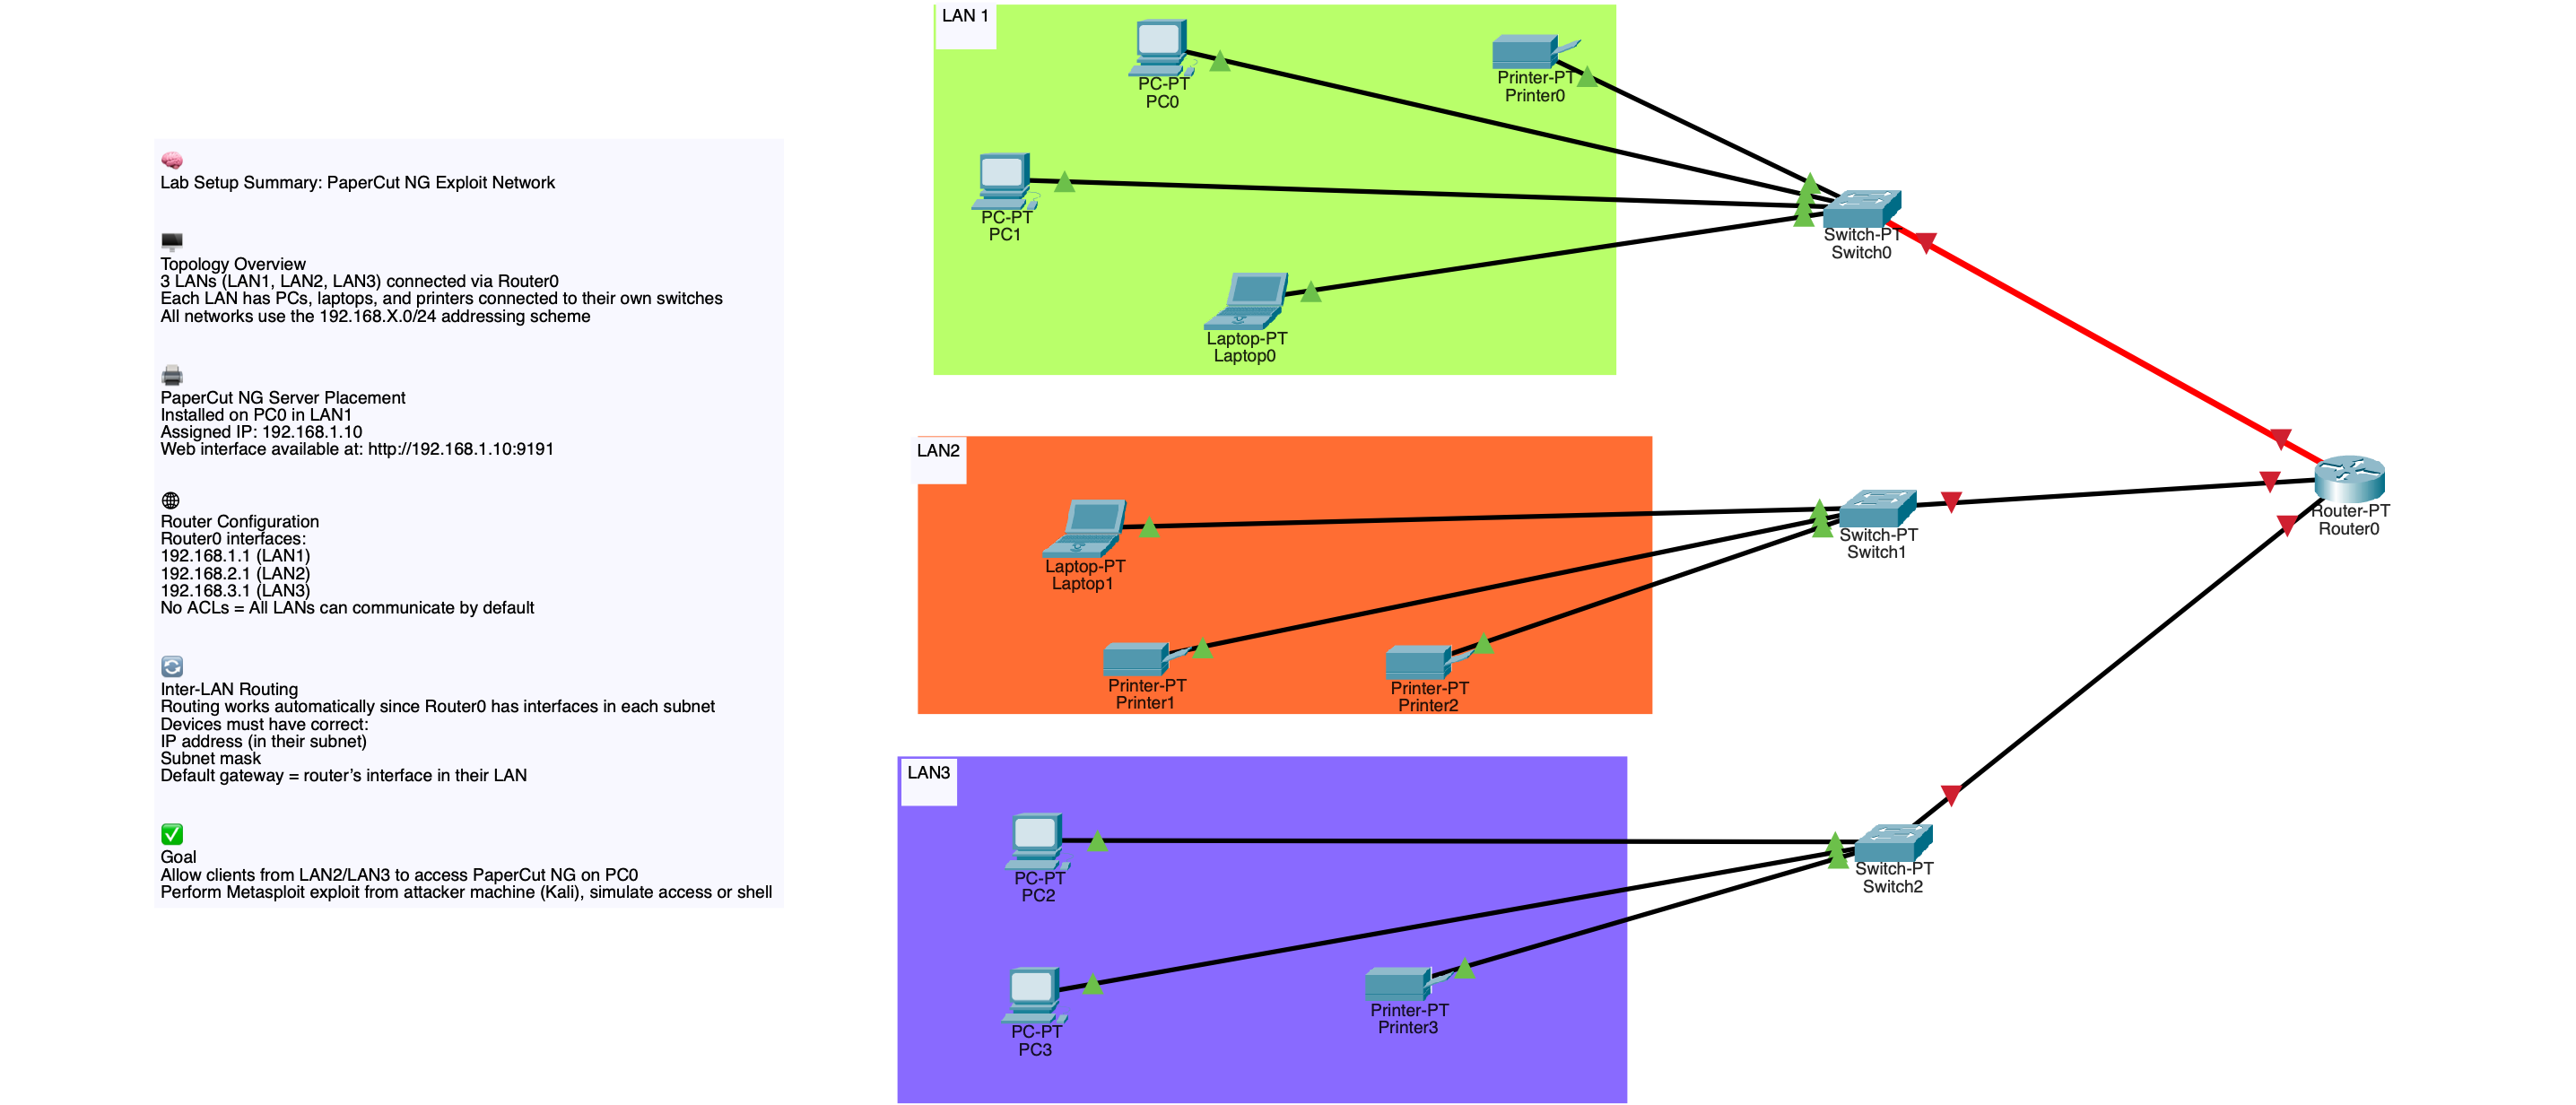 Lab Setup Summary: PaperCut NG Exploit Network
Topology Overview
3 LANs (LAN1, LAN2, LAN3) connected via Router0
Each LAN has PCs, laptops, and printers connected to their own switches
All networks use the 192.168.X.0/24 addressing scheme
PaperCut NG Server Placement
Installed on PC0 in LAN1
Assigned IP: 192.168.1.10
Web interface available at: http://192.168.1.10:9191
Router Configuration
Router0 interfaces:
192.168.1.1 (LAN1)
192.168.2.1 (LAN2)
192.168.3.1 (LAN3)
No ACLs = All LANs can communicate by default
Inter-LAN Routing
Routing works automatically since Router0 has interfaces in each subnet
Devices must have correct:
IP address (in their subnet)
Subnet mask
Default gateway = router’s interface in their LAN
Goal
Allow clients from LAN2/LAN3 to access PaperCut NG on PC0
Perform Metasploit exploit from attacker machine (Kali), simulate access or shell
LAN 1
PC-PT
PC0
Printer-PT
Printer0
PC-PT
PC1
Laptop-PT
Laptop0
Switch-PT
Switch0
LAN2
Laptop-PT
Laptop1
Printer-PT
Printer1
Printer-PT
Printer2
Switch-PT
Switch1
Router-PT
Router0
LAN3
PC-PT
PC2
PC-PT
PC3
Printer-PT
Printer3
Switch-PT
Switch2